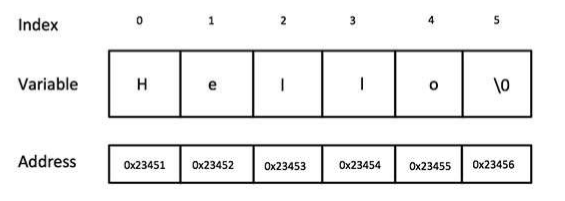 Index 0 1 2 3 4 5
Variable H e l l o \0
Address 0x23451 0x23452 0x23453 0x23454 0x23455 0x23456